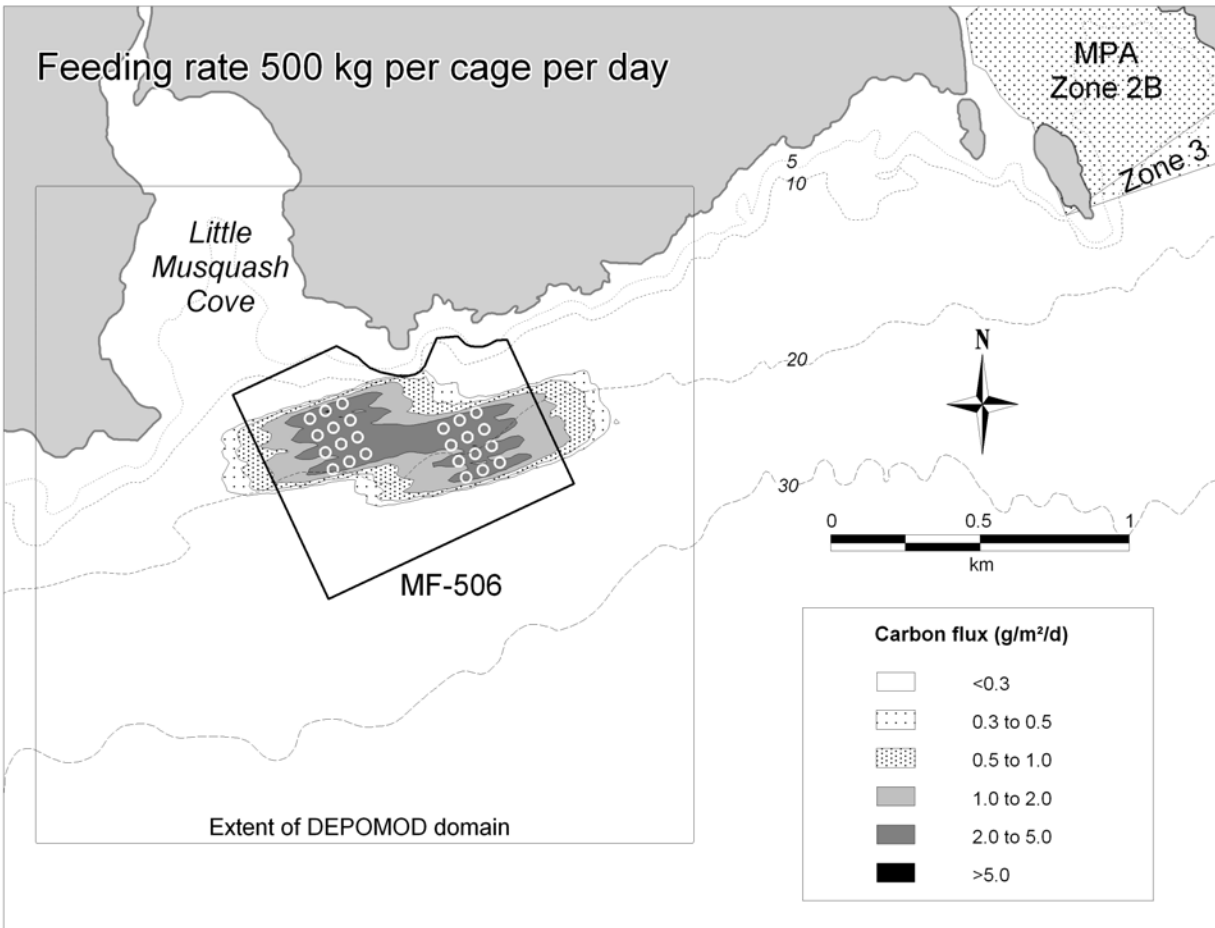 Feeding rate 500 kg per cage per day
MPA
Zone 2B
Zone 3
5
10
Little
Musquash
Cove
20
N
30
0 0.5 1
km
MF-506
Carbon flux (g/m²/d)
<0.3
0.3 to 0.5
0.5 to 1.0
1.0 to 2.0
2.0 to 5.0
>5.0
Extent of DEPOMOD domain